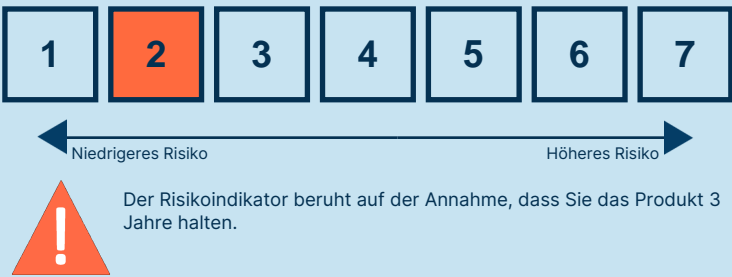 1 2 3 4 5 6 7
Niedrigeres Risiko Höheres Risiko
!
Der Risikoindikator beruht auf der Annahme, dass Sie das Produkt 3
Jahre halten.